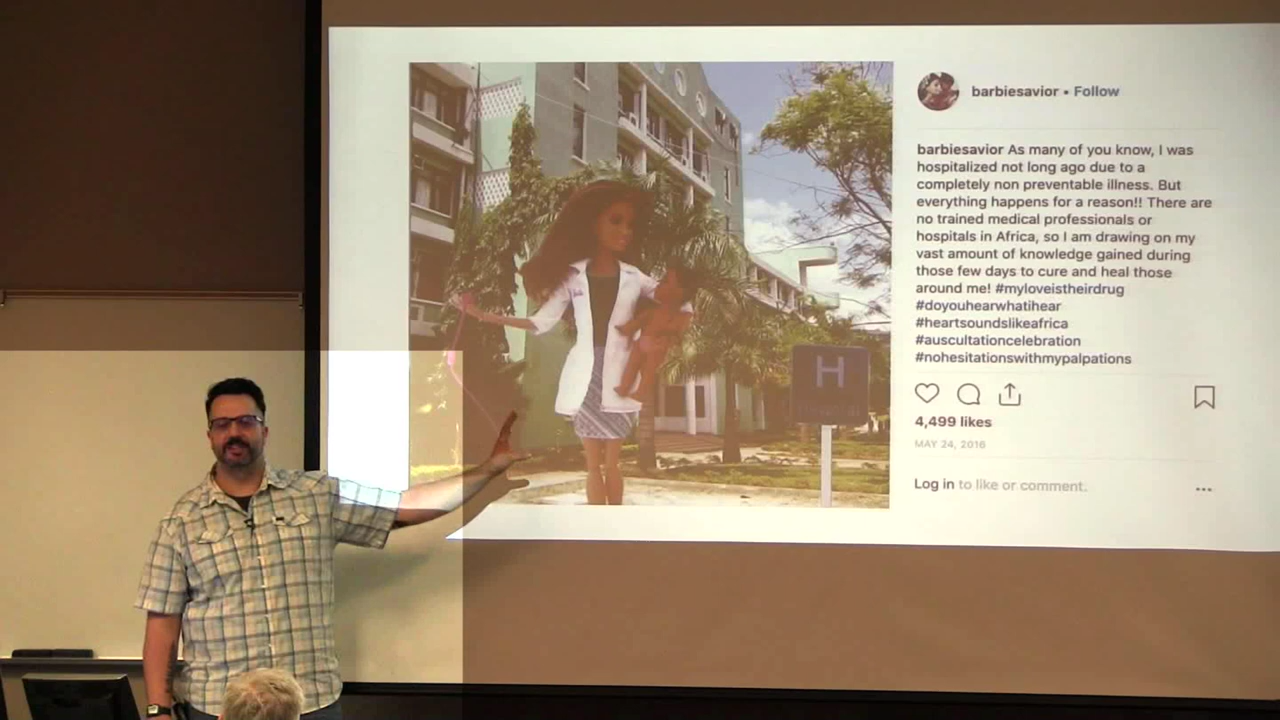 barbiesavior • Follow
barbiesavior As many of you know, I was
hospitalized not long ago due to a
completely non preventable illness. But
everything happens for a reason!! There are
no trained medical professionals or
hospitals in Africa, so I am drawing on my
vast amount of knowledge gained during
those few days to cure and heal those
around me! #myloveistheirdrug
#doyouhearwhatihear
#heartsoundslikeafrica
#auscultationcelebration
#nohesitationswithmypalpations
H
4,499 likes
MAY 24, 2016
Log in to like or comment.